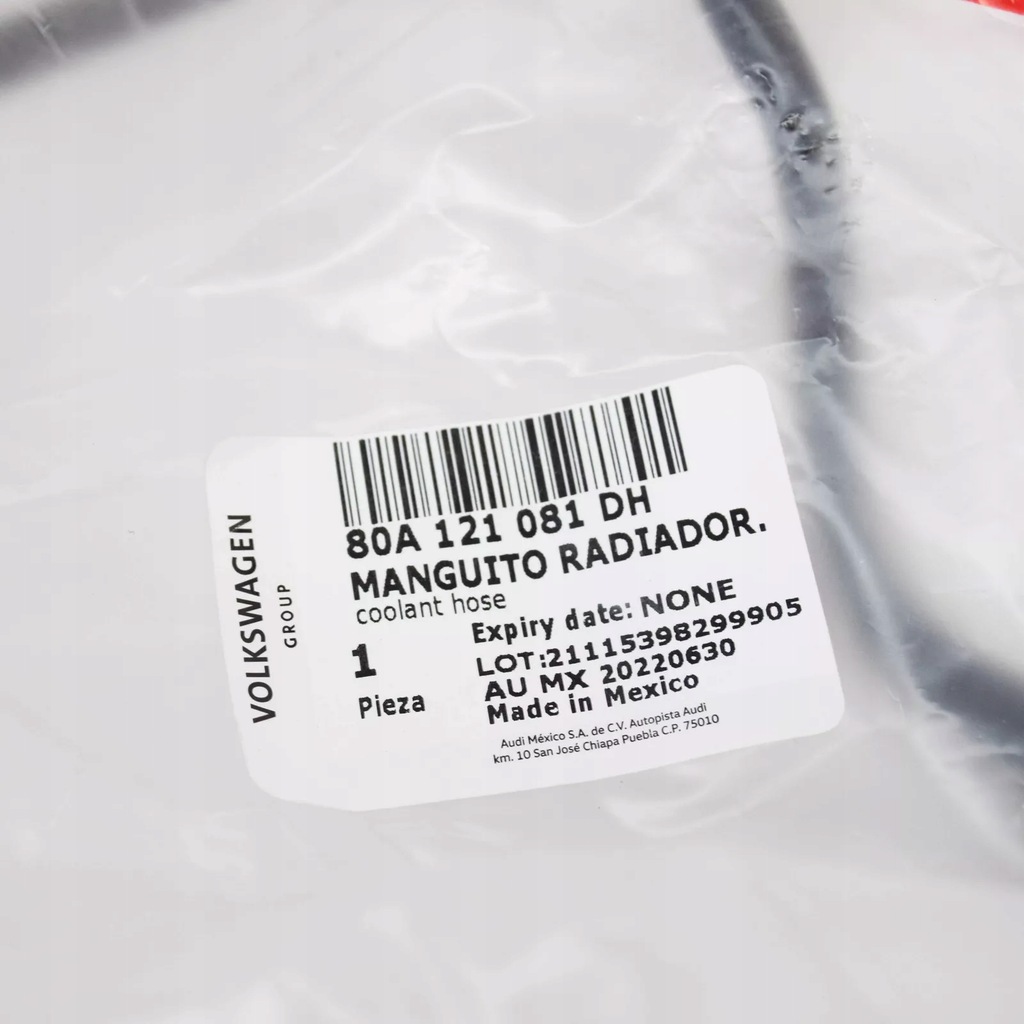 VOLKSWAGEN
GROUP
80A 121 081 DH
MANGUITO RADIADOR.
coolant hose
1
Pieza
Expiry date: NONE
LOT:21115398299905
AU MX 20220630
Made in Mexico
Audi México S.A. de C.V. Autopista Audi
km. 10 San José Chiapa Puebla C.P. 75010